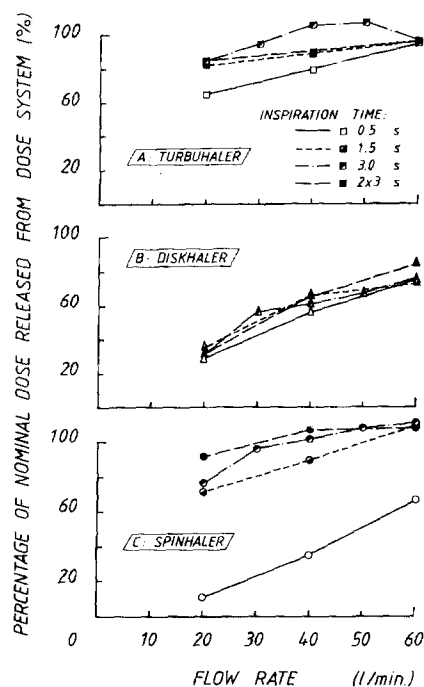 PERCENTAGE OF NOMINAL DOSE RELEASED FROM DOSE SYSTEM (%)
100
60
20
INSPIRATION TIME:
0.5 s
1.5 s
3.0 s
2x3 s
A: TURBUHALER
100
60
20
B: DISKHALER
100
60
20
C: SPINHALER
0 10 20 30 40 50 60
FLOW RATE (l/min.)